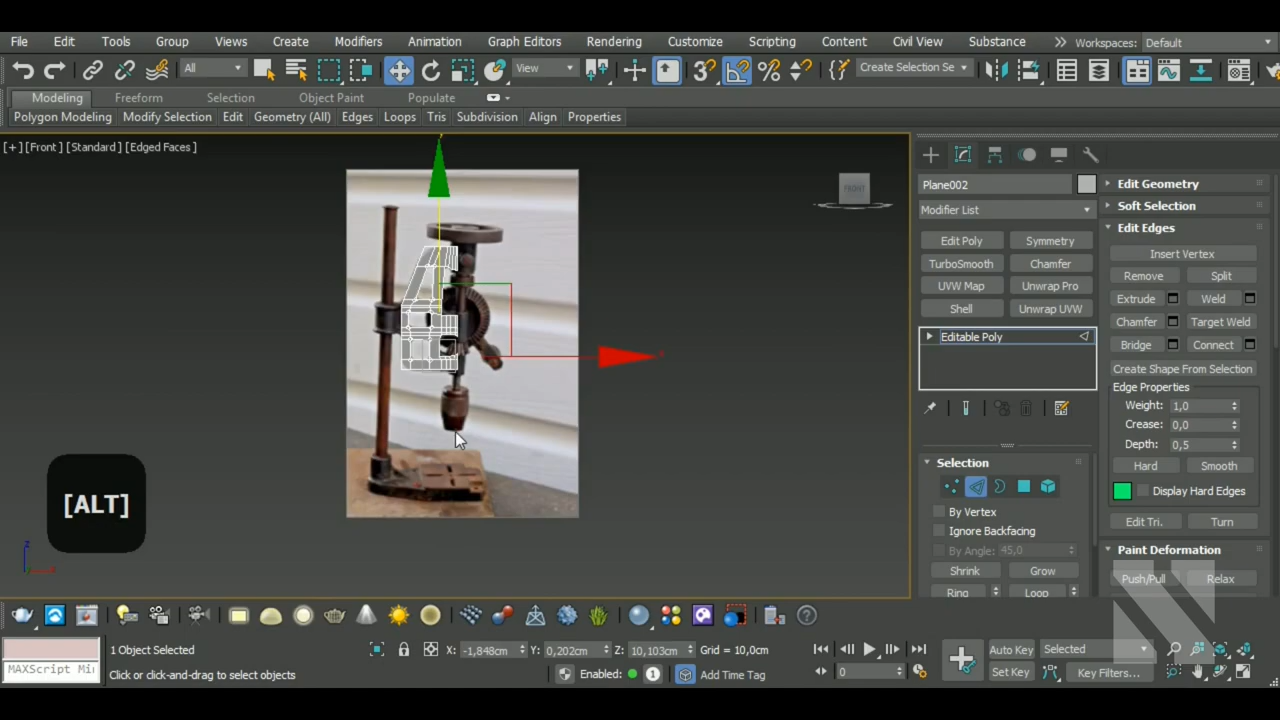 File Edit Tools Group Views Create Modifiers Animation Graph Editors Rendering Customize Scripting Content Civil View Substance Workspaces: Default
All View Create Selection Se
Modeling Freeform Selection Object Paint Populate
Polygon Modeling Modify Selection Edit Geometry (All) Edges Loops Tris Subdivision Align Properties
[+] [Front] [Standard] [Edged Faces]
FRONT
Plane002
Modifier List
Edit Poly Symmetry
TurboSmooth Chamfer
UVW Map Unwrap Pro
Shell Unwrap UVW
Editable Poly
Selection
By Vertex
Ignore Backfacing
By Angle: 45,0
Shrink Grow
Ring Loop
Edit Geometry
Soft Selection
Edit Edges
Insert Vertex
Remove Split
Extrude Weld
Chamfer Target Weld
Bridge Connect
Create Shape From Selection
Edge Properties
Weight: 1,0
Crease: 0,0
Depth: 0,5
Hard Smooth
Display Hard Edges
Edit Tri. Turn
Paint Deformation
Push/Pull Relax
[ALT]
z
x
MAXScript Mi
1 Object Selected
Click or click-and-drag to select objects
X: -1,848cm Y: 0,202cm Z: 10,103cm Grid = 10,0cm
Enabled: 1 Add Time Tag
0
Auto Key Selected
Set Key Key Filters...